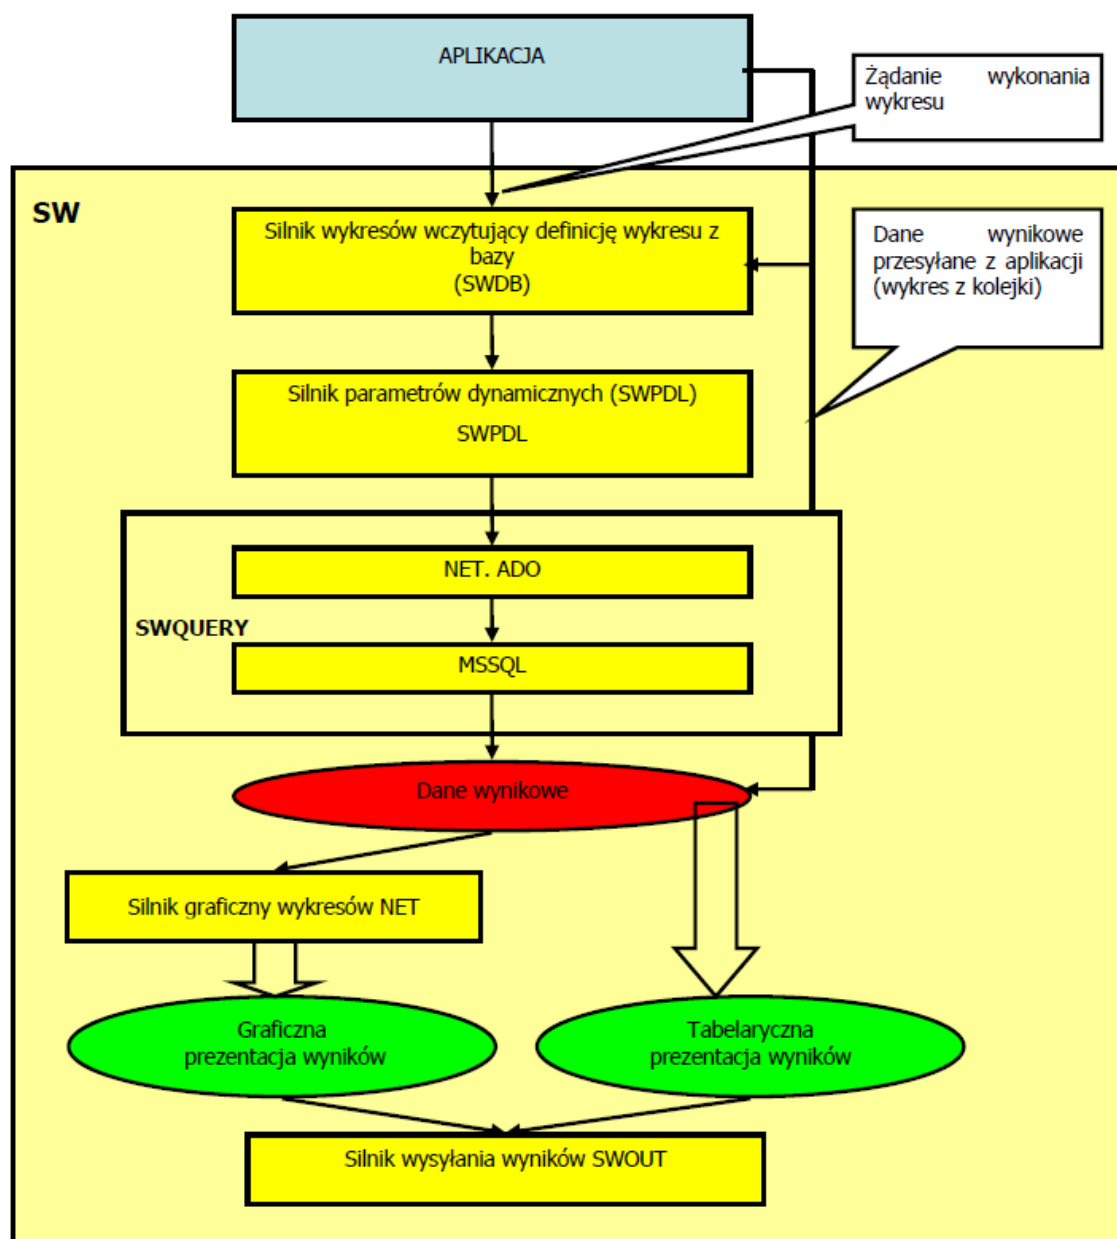 APLIKACJA
Żądanie wykonania
wykresu
SW
Silnik wykresów wczytujący definicję wykresu z
bazy
(SWDB)
Dane wynikowe
przesyłane z aplikacji
(wykres z kolejki)
Silnik parametrów dynamicznych (SWPDL)
SWPDL
NET. ADO
SWQUERY
MSSQL
Dane wynikowe
Silnik graficzny wykresów NET
Graficzna
prezentacja wyników
Tabelaryczna
prezentacja wyników
Silnik wysyłania wyników SWOUT